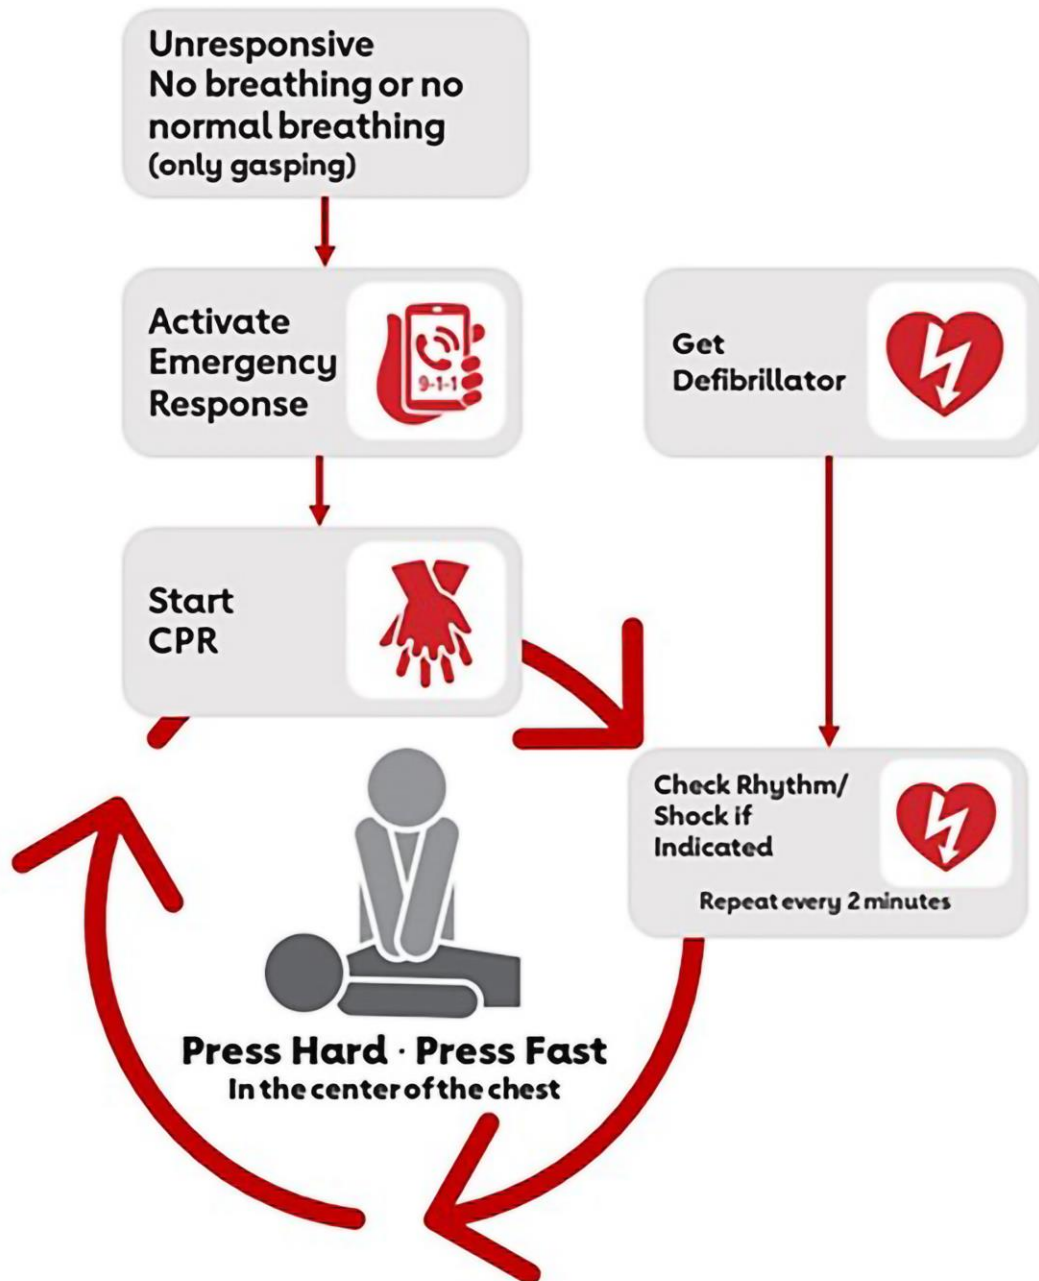 Unresponsive
No breathing or no
normal breathing
(only gasping)
Activate
Emergency
Response
9-1-1
Get
Defibrillator
Start
CPR
Check Rhythm/
Shock if
Indicated
Repeat every 2 minutes
Press Hard · Press Fast
In the center of the chest